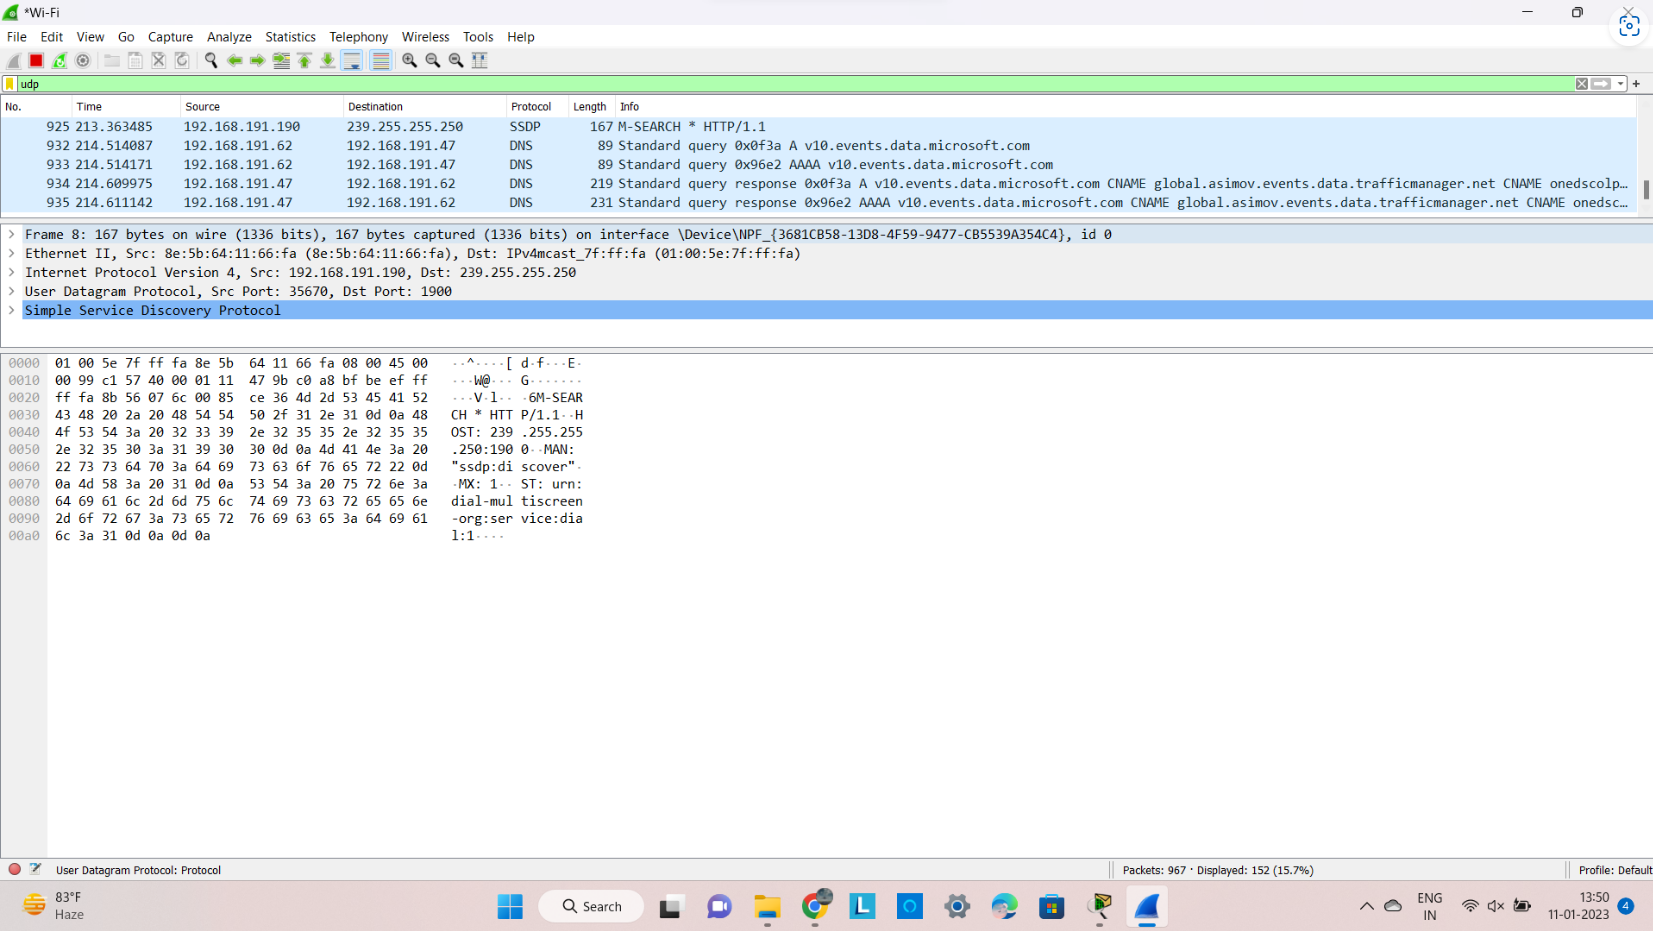 *Wi-Fi
File Edit View Go Capture Analyze Statistics Telephony Wireless Tools Help
udp
No. Time Source Destination Protocol Length Info
925 213.363485 192.168.191.190 239.255.255.250 SSDP 167 M-SEARCH * HTTP/1.1
932 214.514087 192.168.191.62 192.168.191.47 DNS 89 Standard query 0x0f3a A v10.events.data.microsoft.com
933 214.514171 192.168.191.62 192.168.191.47 DNS 89 Standard query 0x96e2 AAAA v10.events.data.microsoft.com
934 214.609975 192.168.191.47 192.168.191.62 DNS 219 Standard query response 0x0f3a A v10.events.data.microsoft.com CNAME global.asimov.events.data.trafficmanager.net CNAME onedscolp…
935 214.611142 192.168.191.47 192.168.191.62 DNS 231 Standard query response 0x96e2 AAAA v10.events.data.microsoft.com CNAME global.asimov.events.data.trafficmanager.net CNAME onedsc…
Frame 8: 167 bytes on wire (1336 bits), 167 bytes captured (1336 bits) on interface \Device\NPF_{3681CB58-13D8-4F59-9477-CB5539A354C4}, id 0
Ethernet II, Src: 8e:5b:64:11:66:fa (8e:5b:64:11:66:fa), Dst: IPv4mcast_7f:ff:fa (01:00:5e:7f:ff:fa)
Internet Protocol Version 4, Src: 192.168.191.190, Dst: 239.255.255.250
User Datagram Protocol, Src Port: 35670, Dst Port: 1900
Simple Service Discovery Protocol
0000 01 00 5e 7f ff fa 8e 5b 64 11 66 fa 08 00 45 00 ··^····[ d·f···E·
0010 00 99 c1 57 40 00 01 11 47 9b c0 a8 bf be ef ff ···W@··· G·······
0020 ff fa 8b 56 07 6c 00 85 ce 36 4d 2d 53 45 41 52 ···V·l·· ·6M-SEAR
0030 43 48 20 2a 20 48 54 54 50 2f 31 2e 31 0d 0a 48 CH * HTT P/1.1··H
0040 4f 53 54 3a 20 32 33 39 2e 32 35 35 2e 32 35 35 OST: 239 .255.255
0050 2e 32 35 30 3a 31 39 30 30 0d 0a 4d 41 4e 3a 20 .250:190 0··MAN:
0060 22 73 73 64 70 3a 64 69 73 63 6f 76 65 72 22 0d "ssdp:di scover"·
0070 0a 4d 58 3a 20 31 0d 0a 53 54 3a 20 75 72 6e 3a ·MX: 1·· ST: urn:
0080 64 69 61 6c 2d 6d 75 6c 74 69 73 63 72 65 65 6e dial-mul tiscreen
0090 2d 6f 72 67 3a 73 65 72 76 69 63 65 3a 64 69 61 -org:ser vice:dia
00a0 6c 3a 31 0d 0a 0d 0a l:1····
User Datagram Protocol: Protocol Packets: 967 · Displayed: 152 (15.7%) Profile: Default
83°F
Haze
Search
ENG
IN
13:50
11-01-2023
4